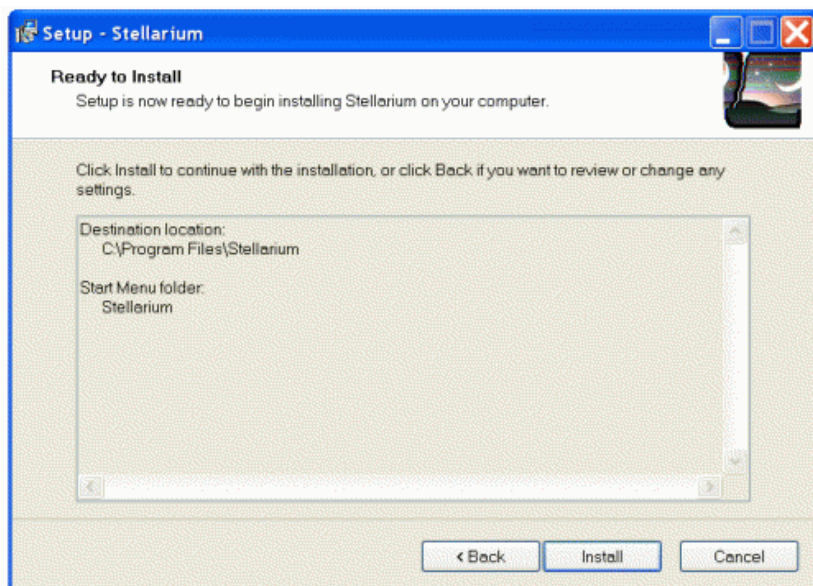 Setup - Stellarium
Ready to Install
Setup is now ready to begin installing Stellarium on your computer.
Click Install to continue with the installation, or click Back if you want to review or change any
settings.
Destination location:
C:\Program Files\Stellarium
Start Menu folder:
Stellarium
< Back
Install
Cancel